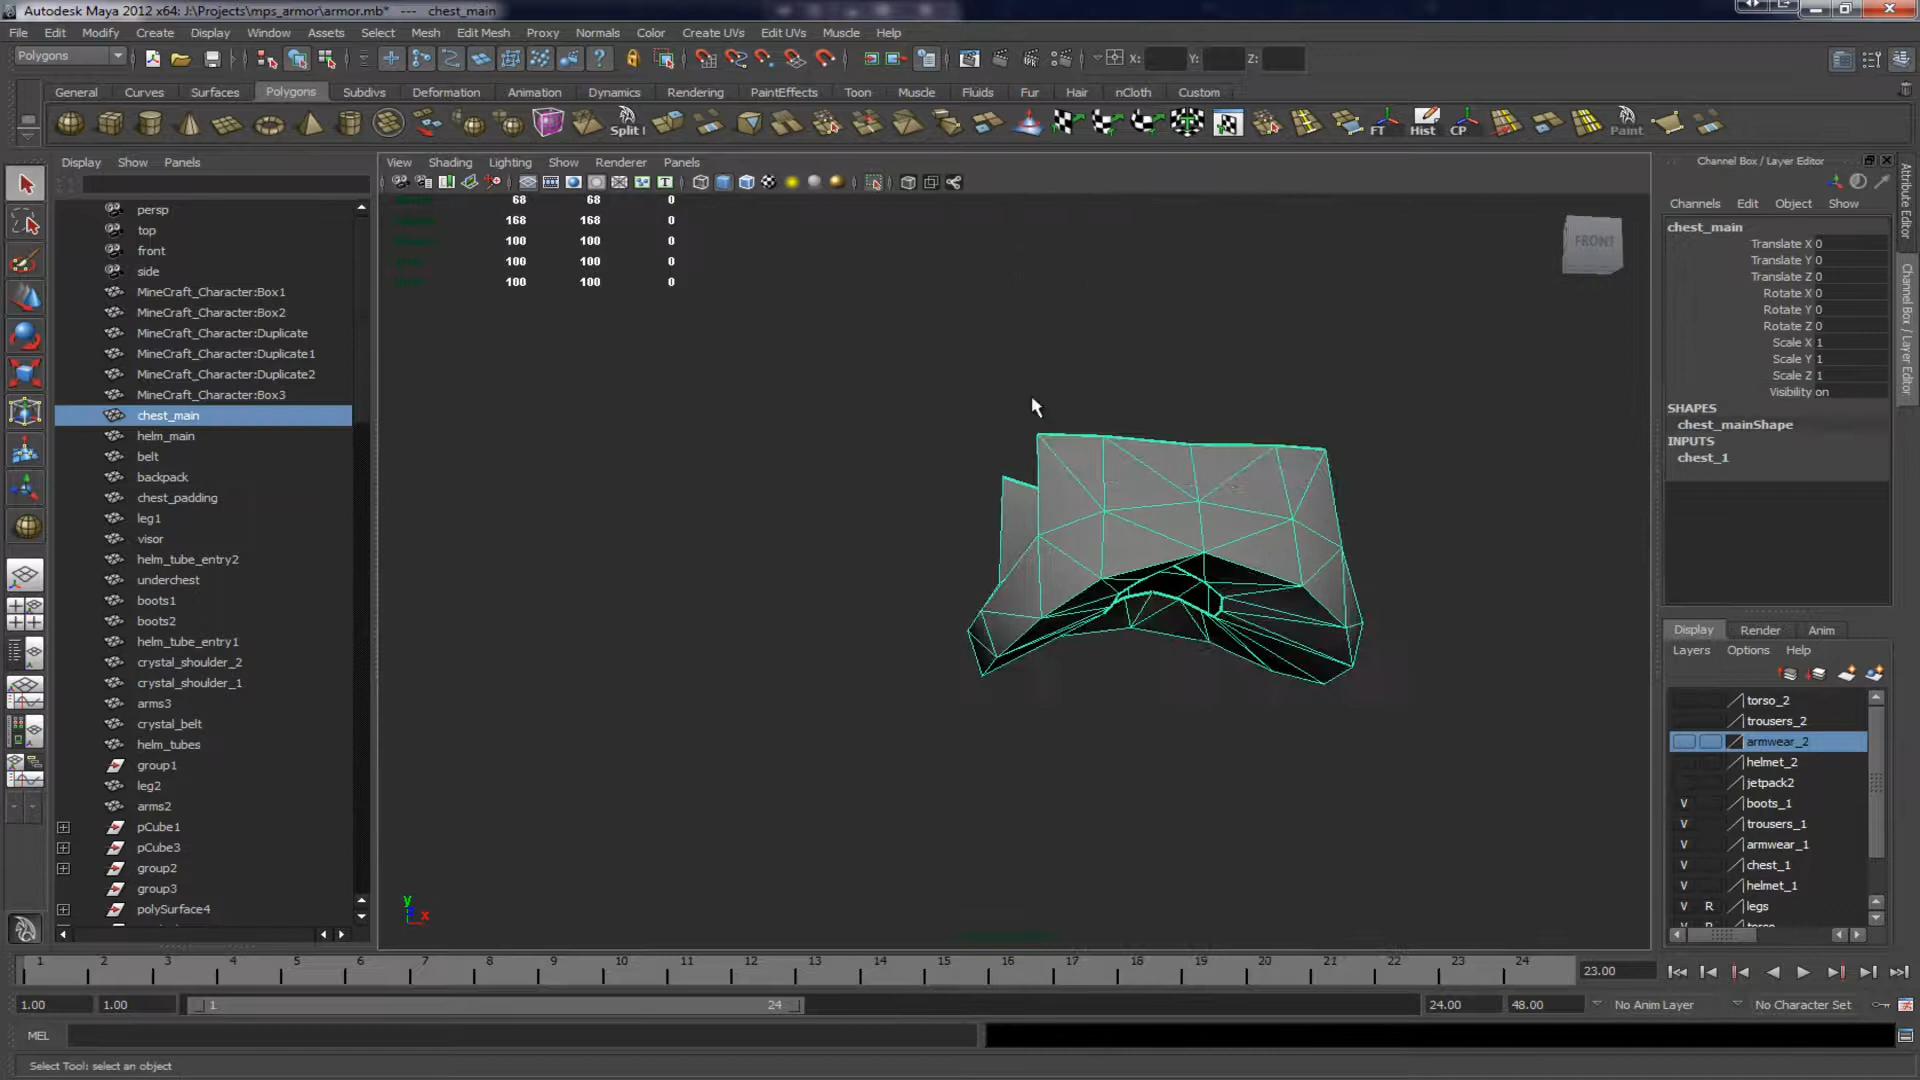 Autodesk Maya 2012 x64: J:\Projects\mps_armor\armor.mb* --- chest_main
File Edit Modify Create Display Window Assets Select Mesh Edit Mesh Proxy Normals Color Create UVs Edit UVs Muscle Help
Polygons X: Y: Z:
General Curves Surfaces Polygons Subdivs Deformation Animation Dynamics Rendering PaintEffects Toon Muscle Fluids Fur Hair nCloth Custom
Split FT Hist CP Paint
Display Show Panels
View Shading Lighting Show Renderer Panels
68 68 0
168 168 0
100 100 0
100 100 0
100 100 0
FRONT
persp
top
front
side
MineCraft_Character:Box1
MineCraft_Character:Box2
MineCraft_Character:Duplicate
MineCraft_Character:Duplicate1
MineCraft_Character:Duplicate2
MineCraft_Character:Box3
chest_main
helm_main
belt
backpack
chest_padding
leg1
visor
helm_tube_entry2
underchest
boots1
boots2
helm_tube_entry1
crystal_shoulder_2
crystal_shoulder_1
arms3
crystal_belt
helm_tubes
group1
leg2
arms2
pCube1
pCube3
group2
group3
polySurface4
y
x
Channel Box / Layer Editor
Channels Edit Object Show
chest_main
Translate X 0
Translate Y 0
Translate Z 0
Rotate X 0
Rotate Y 0
Rotate Z 0
Scale X 1
Scale Y 1
Scale Z 1
Visibility on
SHAPES
chest_mainShape
INPUTS
chest_1
Attribute Editor
Channel Box / Layer Editor
Display Render Anim
Layers Options Help
torso_2
trousers_2
armwear_2
helmet_2
jetpack2
V boots_1
V trousers_1
V armwear_1
V chest_1
V helmet_1
V R legs
1 2 3 4 5 6 7 8 9 10 11 12 13 14 15 16 17 18 19 20 21 22 23 24 23.00
1.00 1.00 1 24 24.00 48.00 No Anim Layer No Character Set
MEL
Select Tool: select an object